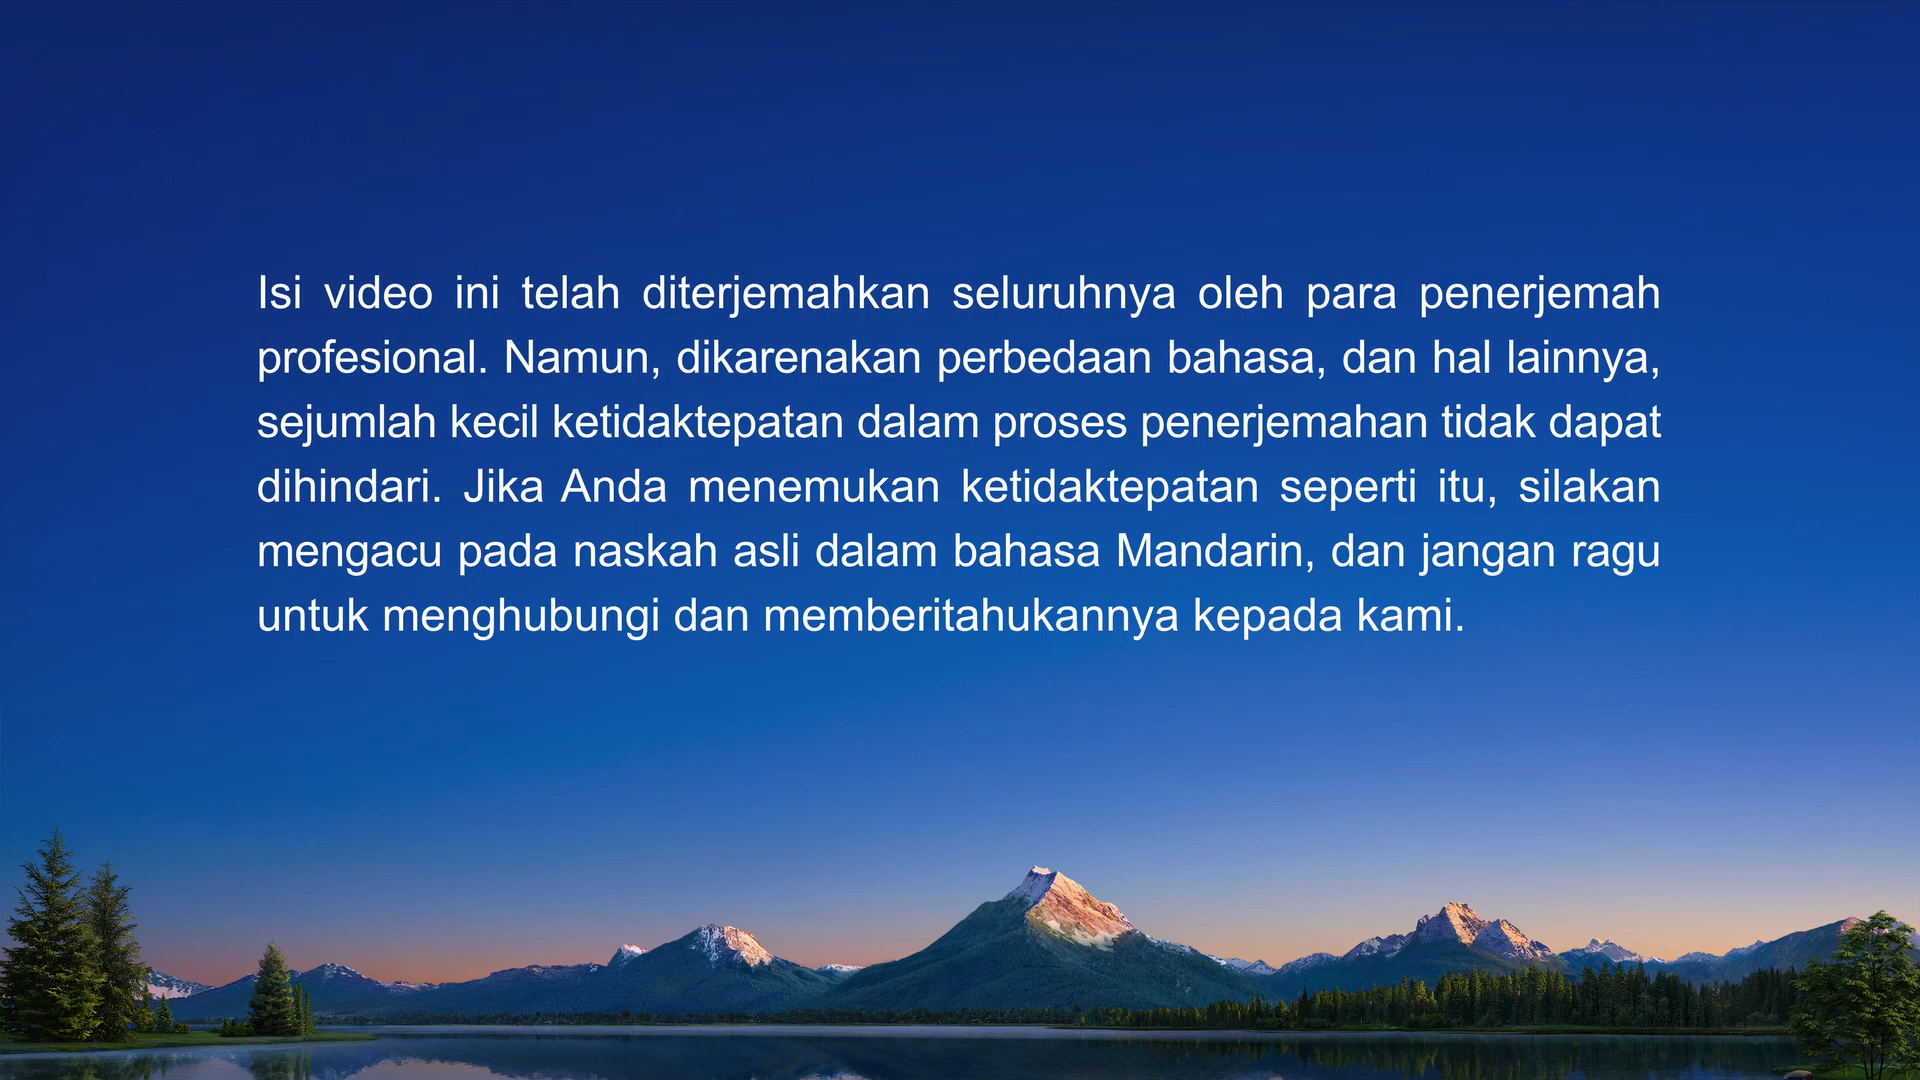 Isi video ini telah diterjemahkan seluruhnya oleh para penerjemah
profesional. Namun, dikarenakan perbedaan bahasa, dan hal lainnya,
sejumlah kecil ketidaktepatan dalam proses penerjemahan tidak dapat
dihindari. Jika Anda menemukan ketidaktepatan seperti itu, silakan
mengacu pada naskah asli dalam bahasa Mandarin, dan jangan ragu
untuk menghubungi dan memberitahukannya kepada kami.